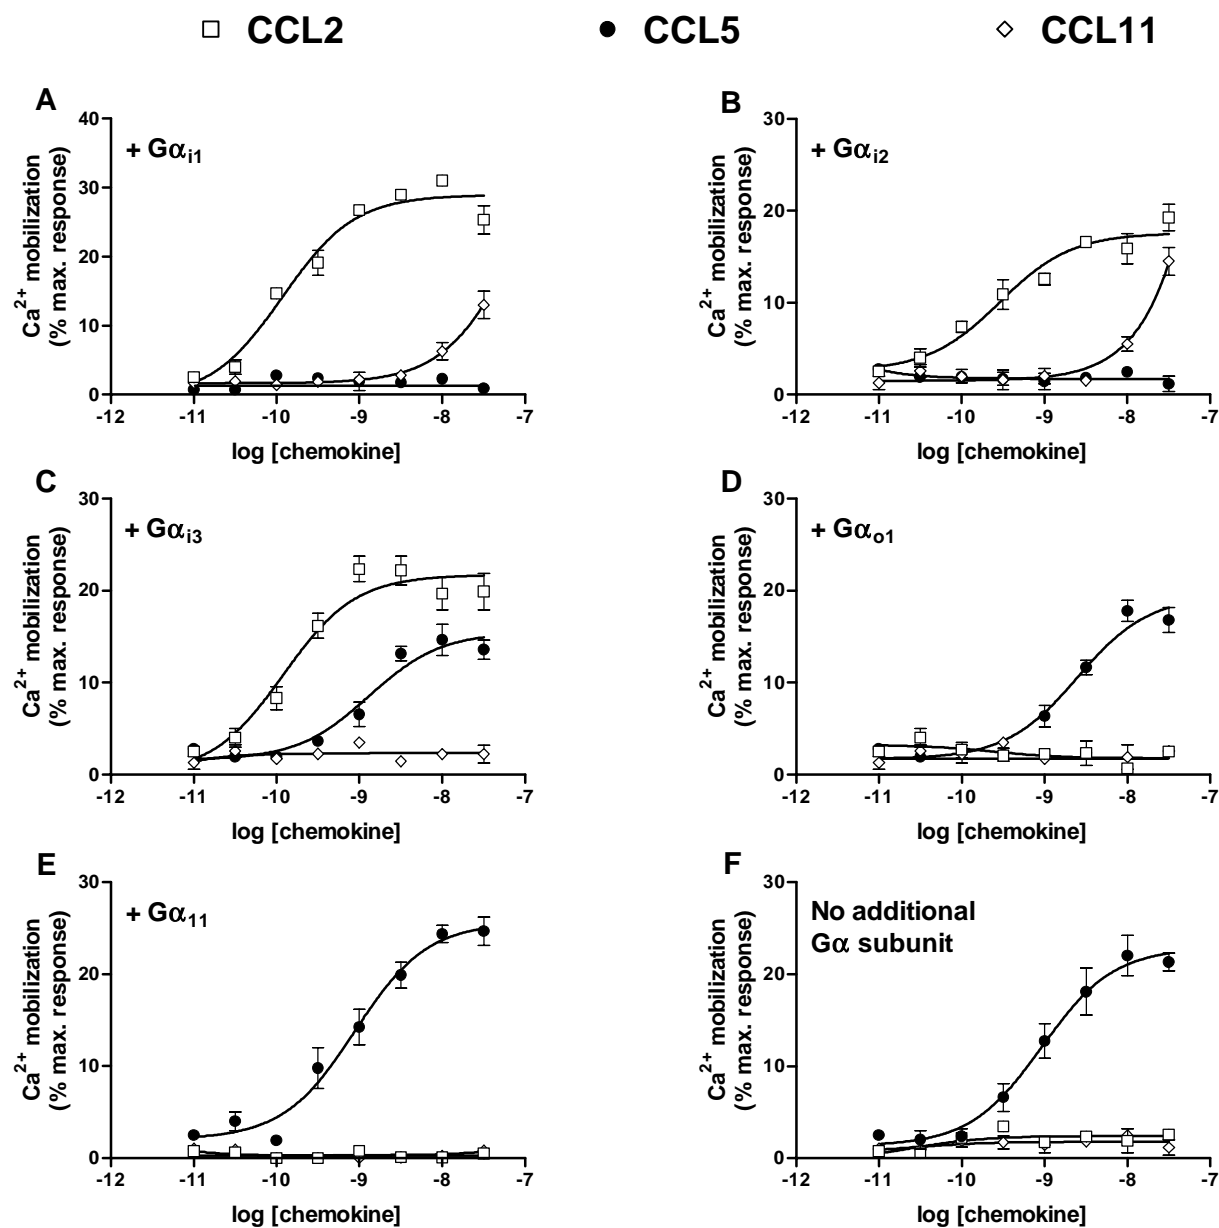 CCL2 CCL5 CCL11
A
+ Gα_i1
Ca²⁺ mobilization
(% max. response)
40
30
20
10
0
-12 -11 -10 -9 -8 -7
log [chemokine]
B
+ Gα_i2
Ca²⁺ mobilization
(% max. response)
30
20
10
0
-12 -11 -10 -9 -8 -7
log [chemokine]
C
+ Gα_i3
Ca²⁺ mobilization
(% max. response)
30
20
10
0
-12 -11 -10 -9 -8 -7
log [chemokine]
D
+ Gα_o1
Ca²⁺ mobilization
(% max. response)
30
20
10
0
-12 -11 -10 -9 -8 -7
log [chemokine]
E
+ Gα₁₁
Ca²⁺ mobilization
(% max. response)
30
20
10
0
-12 -11 -10 -9 -8 -7
log [chemokine]
F
No additional
Gα subunit
Ca²⁺ mobilization
(% max. response)
30
20
10
0
-12 -11 -10 -9 -8 -7
log [chemokine]